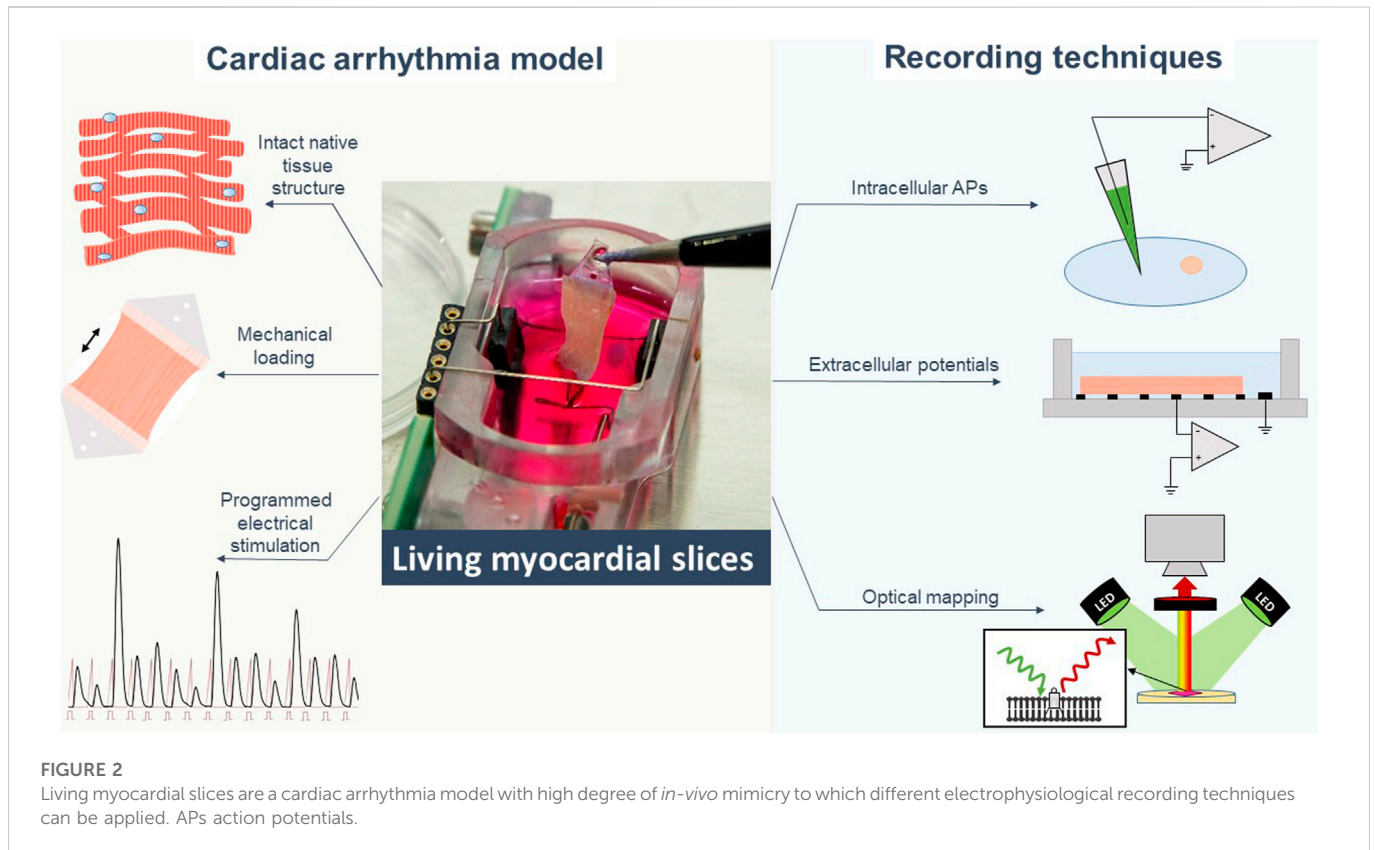 Cardiac arrhythmia model
Recording techniques
Intact native
tissue
structure
Mechanical
loading
Programmed
electrical
stimulation
Living myocardial slices
Intracellular APs
-
+
Extracellular potentials
-
+
Optical mapping
LED
LED
FIGURE 2
Living myocardial slices are a cardiac arrhythmia model with high degree of in-vivo mimicry to which different electrophysiological recording techniques
can be applied. APs action potentials.